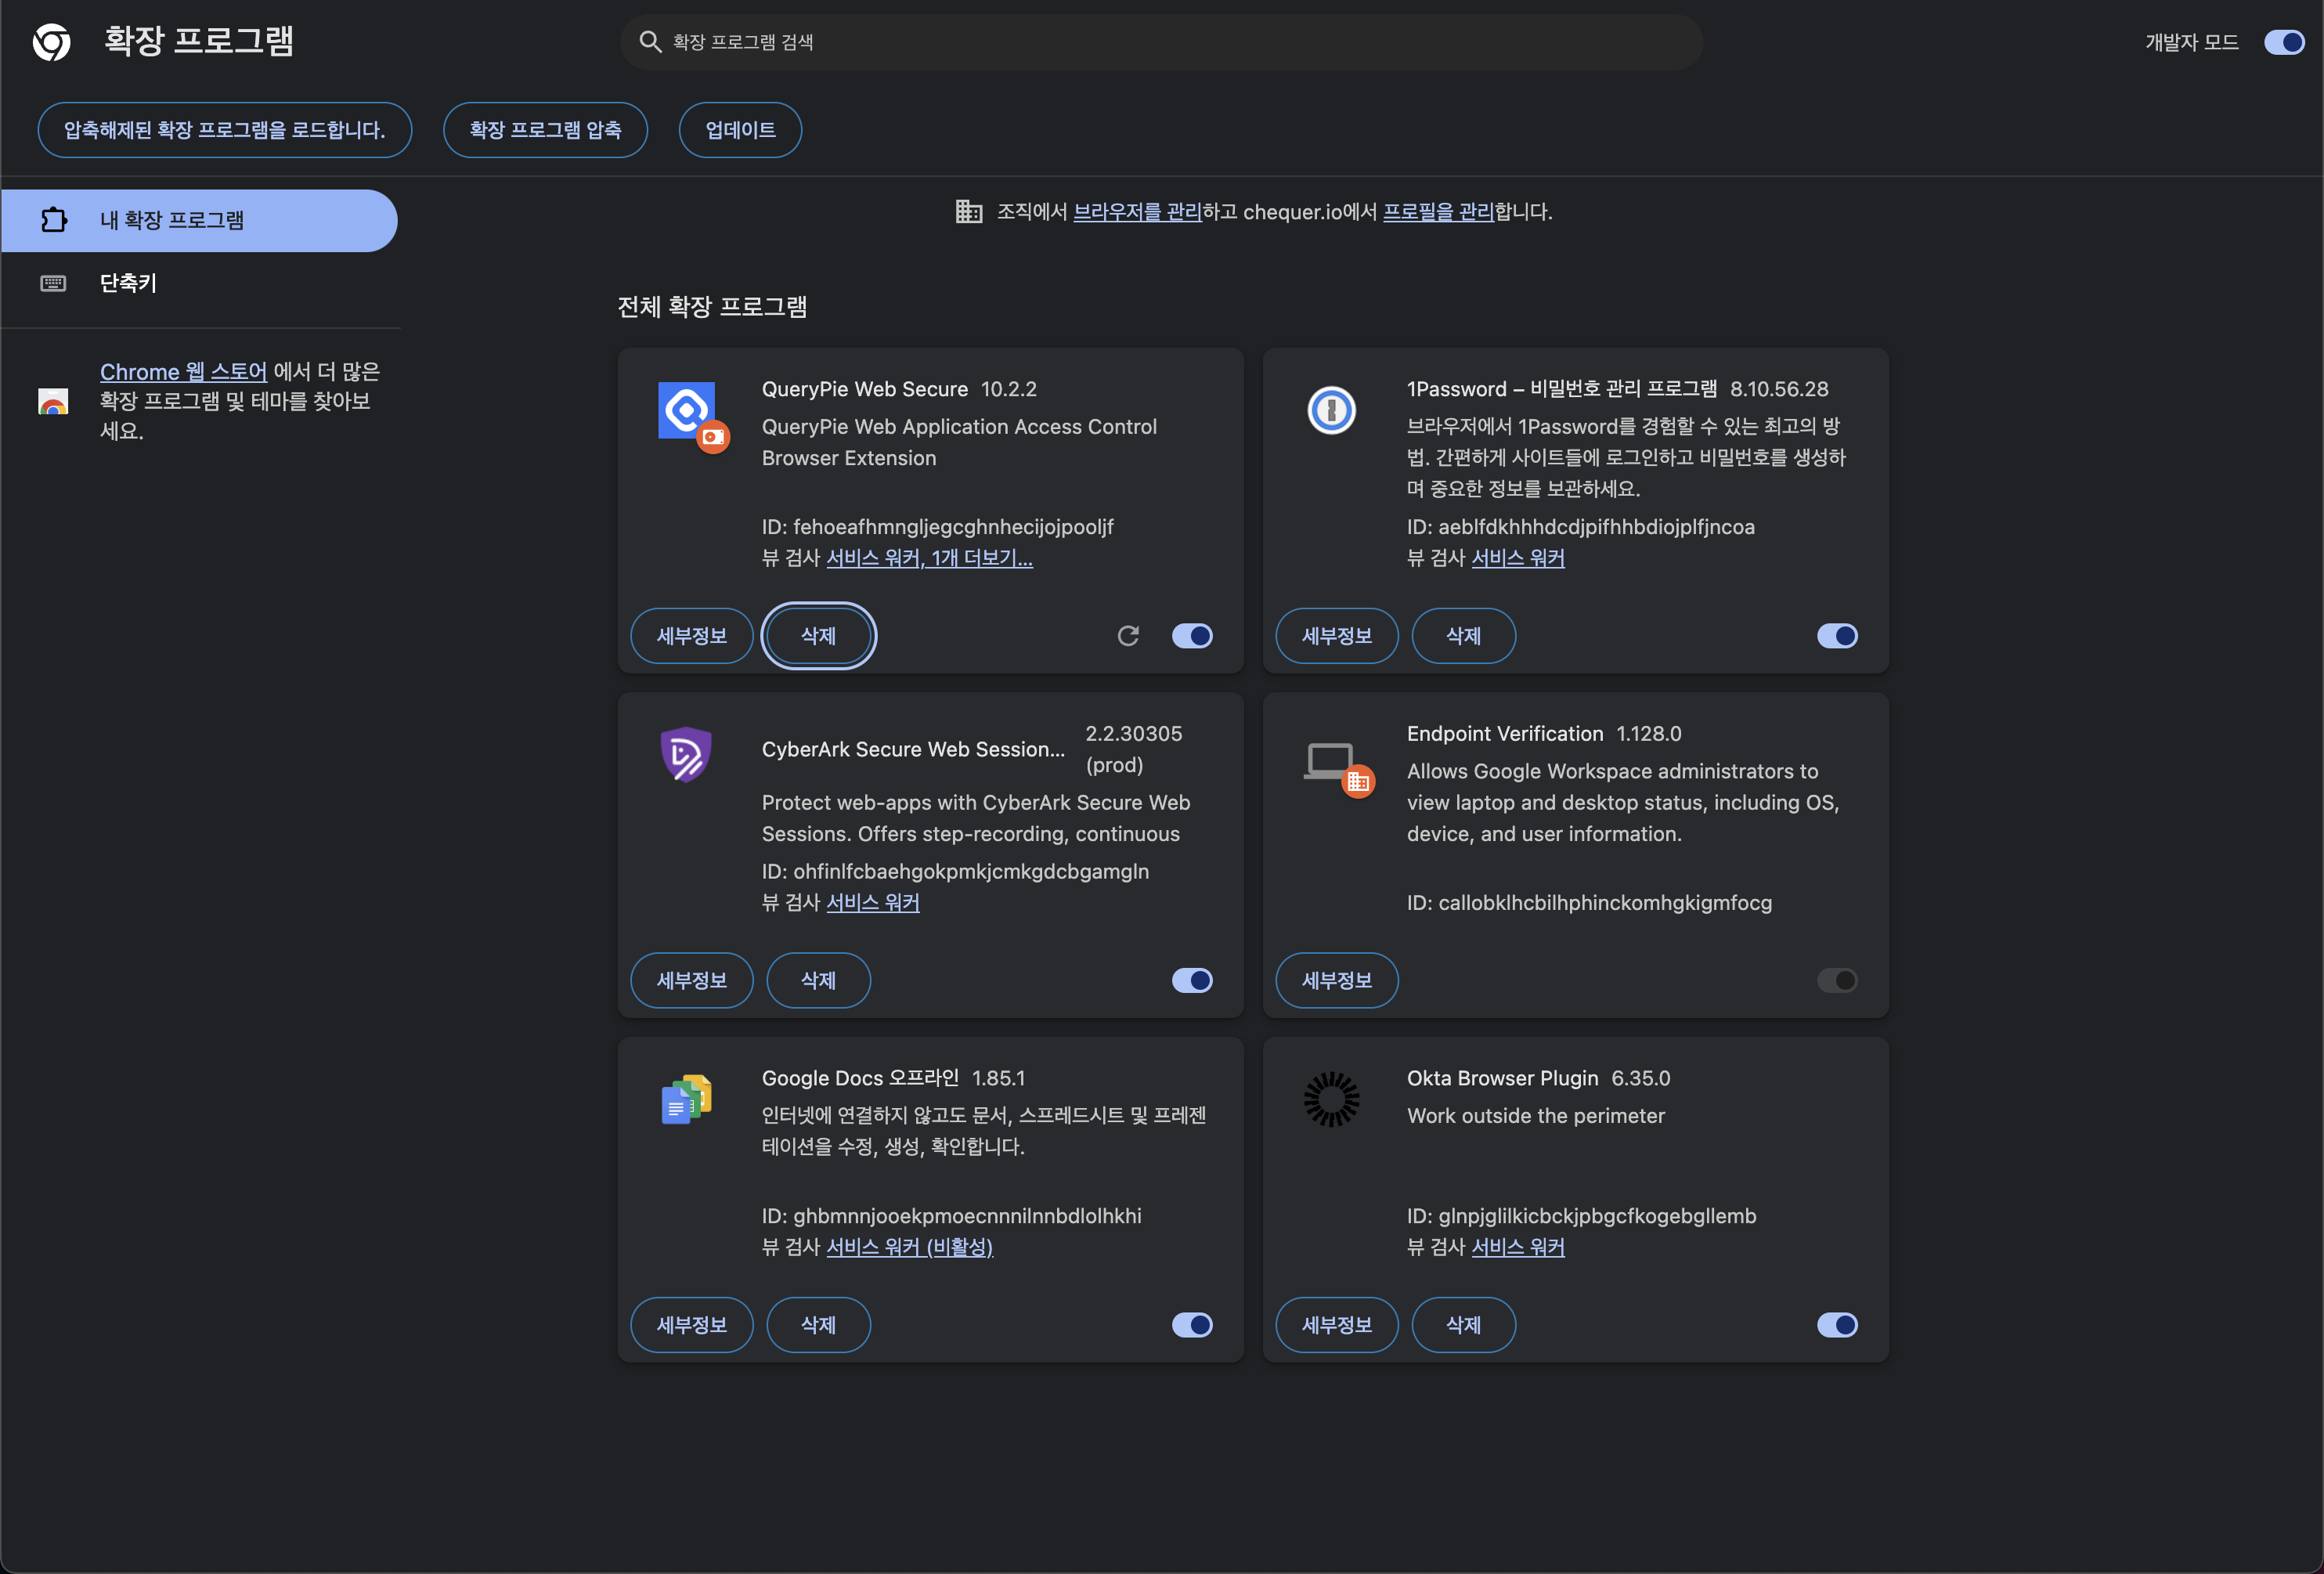 확장 프로그램
확장 프로그램 검색
개발자 모드
압축해제된 확장 프로그램을 로드합니다.
확장 프로그램 압축
업데이트
내 확장 프로그램
단축키
Chrome 웹 스토어 에서 더 많은
확장 프로그램 및 테마를 찾아보
세요.
조직에서 브라우저를 관리하고 chequer.io에서 프로필을 관리합니다.
전체 확장 프로그램
QueryPie Web Secure 10.2.2
QueryPie Web Application Access Control
Browser Extension
ID: fehoeafhmngljegcghnhecijojpooljf
뷰 검사 서비스 워커, 1개 더보기...
세부정보
삭제
1Password – 비밀번호 관리 프로그램 8.10.56.28
브라우저에서 1Password를 경험할 수 있는 최고의 방
법. 간편하게 사이트들에 로그인하고 비밀번호를 생성하
며 중요한 정보를 보관하세요.
ID: aeblfdkhhhdcdjpifhhbdiojplfjncoa
뷰 검사 서비스 워커
세부정보
삭제
CyberArk Secure Web Session...
2.2.30305
(prod)
Protect web-apps with CyberArk Secure Web
Sessions. Offers step-recording, continuous
ID: ohfinlfcbaehgokpmkjcmkgdcbgamgln
뷰 검사 서비스 워커
세부정보
삭제
Endpoint Verification 1.128.0
Allows Google Workspace administrators to
view laptop and desktop status, including OS,
device, and user information.
ID: callobklhcbilhphinckomhgkigmfocg
세부정보
Google Docs 오프라인 1.85.1
인터넷에 연결하지 않고도 문서, 스프레드시트 및 프레젠
테이션을 수정, 생성, 확인합니다.
ID: ghbmnnjooekpmoecnnnilnnbdlolhkhi
뷰 검사 서비스 워커 (비활성)
세부정보
삭제
Okta Browser Plugin 6.35.0
Work outside the perimeter
ID: glnpjglilkicbckjpbgcfkogebgllemb
뷰 검사 서비스 워커
세부정보
삭제